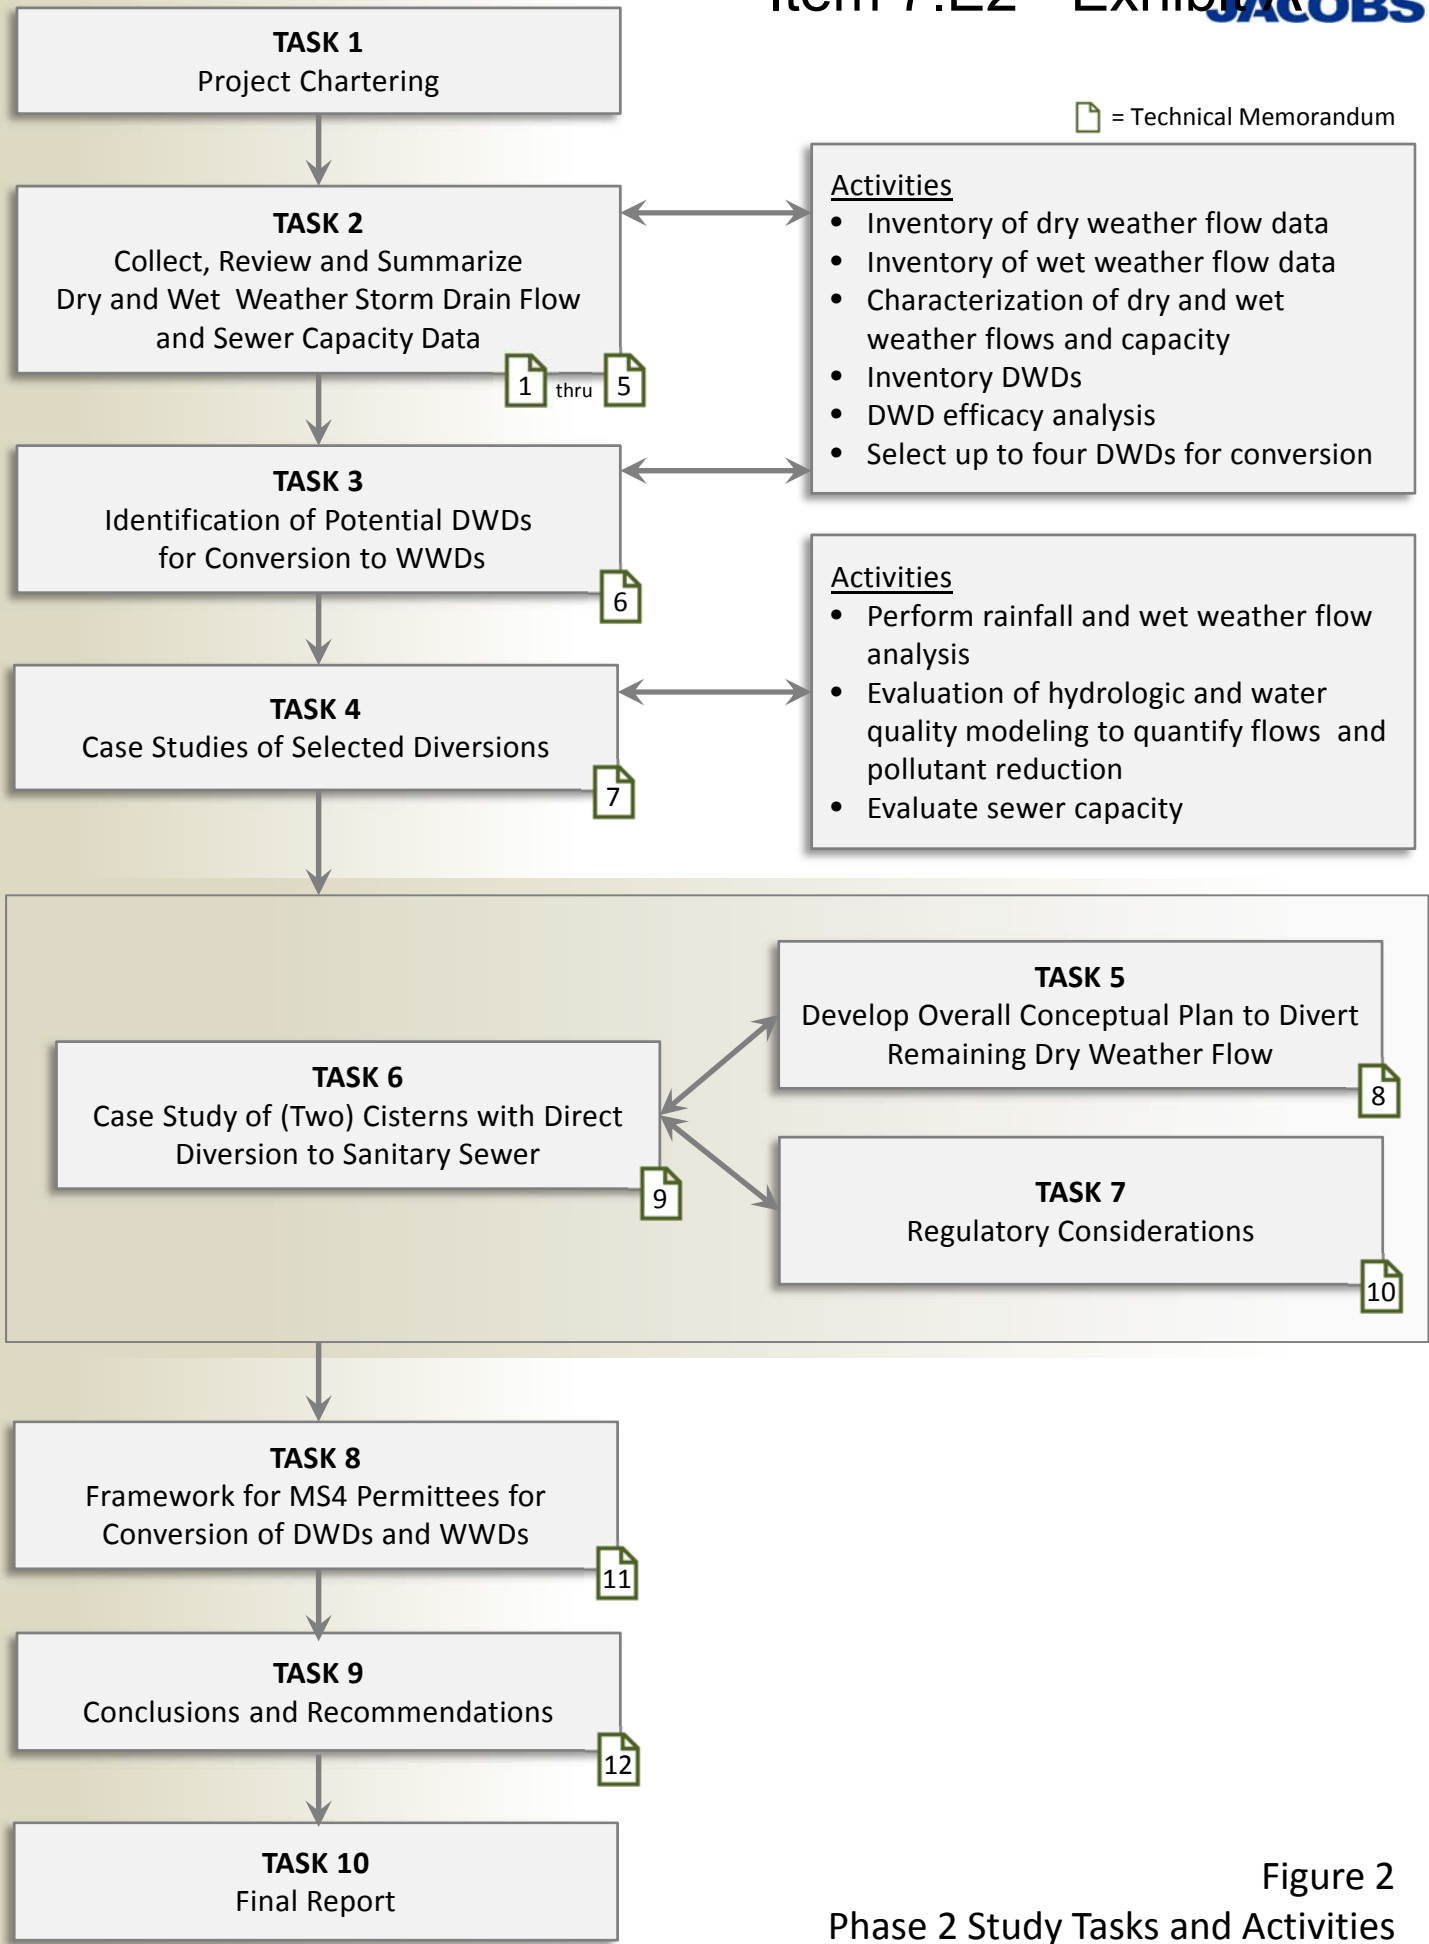 Item 7.E2 Exhibit A
JACOBS
TASK 1
Project Chartering
= Technical Memorandum
TASK 2
Collect, Review and Summarize
Dry and Wet Weather Storm Drain Flow
and Sewer Capacity Data
1 thru 5
Activities
• Inventory of dry weather flow data
• Inventory of wet weather flow data
• Characterization of dry and wet
weather flows and capacity
• Inventory DWDs
• DWD efficacy analysis
• Select up to four DWDs for conversion
TASK 3
Identification of Potential DWDs
for Conversion to WWDs
6
Activities
• Perform rainfall and wet weather flow
analysis
• Evaluation of hydrologic and water
quality modeling to quantify flows and
pollutant reduction
• Evaluate sewer capacity
TASK 4
Case Studies of Selected Diversions
7
TASK 5
Develop Overall Conceptual Plan to Divert
Remaining Dry Weather Flow
8
TASK 6
Case Study of (Two) Cisterns with Direct
Diversion to Sanitary Sewer
9
TASK 7
Regulatory Considerations
10
TASK 8
Framework for MS4 Permittees for
Conversion of DWDs and WWDs
11
TASK 9
Conclusions and Recommendations
12
TASK 10
Final Report
Figure 2
Phase 2 Study Tasks and Activities